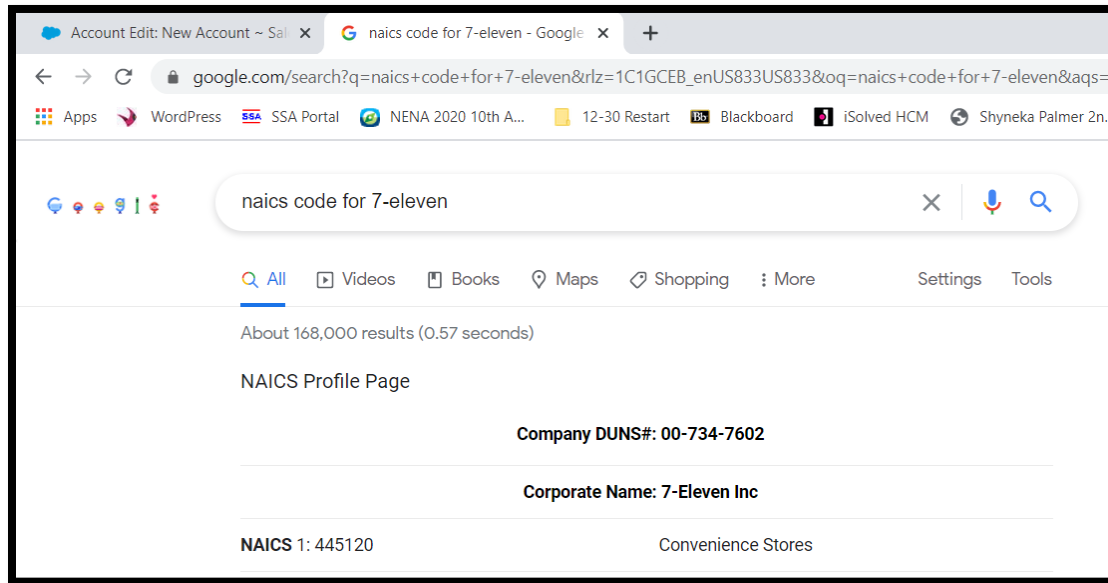 Account Edit: New Account ~ Sal
naics code for 7-eleven - Google
google.com/search?q=naics+code+for+7-eleven&rlz=1C1GCEB_enUS833US833&oq=naics+code+for+7-eleven&aqs=
Apps WordPress SSA SSA Portal NENA 2020 10th A... 12-30 Restart Bb Blackboard iSolved HCM Shyneka Palmer 2n.
Google
naics code for 7-eleven
All Videos Books Maps Shopping More Settings Tools
About 168,000 results (0.57 seconds)
NAICS Profile Page
Company DUNS#: 00-734-7602
Corporate Name: 7-Eleven Inc
NAICS 1: 445120 Convenience Stores